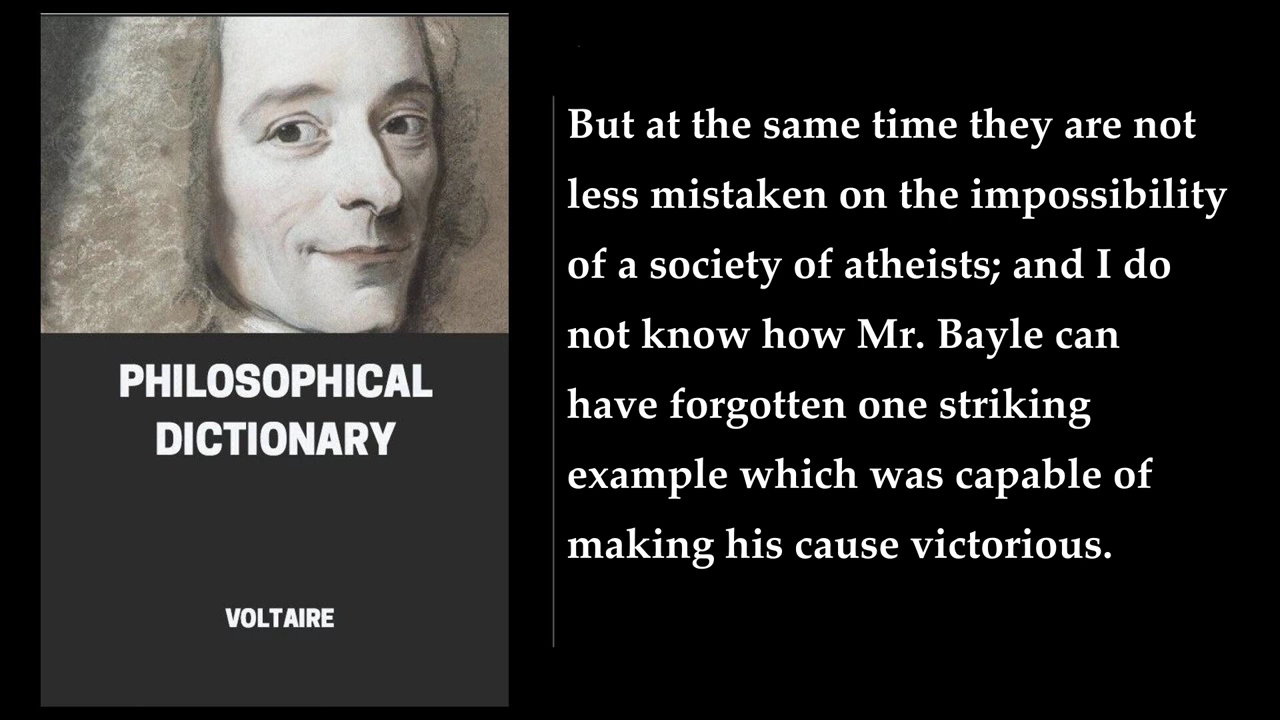 PHILOSOPHICAL
DICTIONARY
VOLTAIRE
But at the same time they are not
less mistaken on the impossibility
of a society of atheists; and I do
not know how Mr. Bayle can
have forgotten one striking
example which was capable of
making his cause victorious.